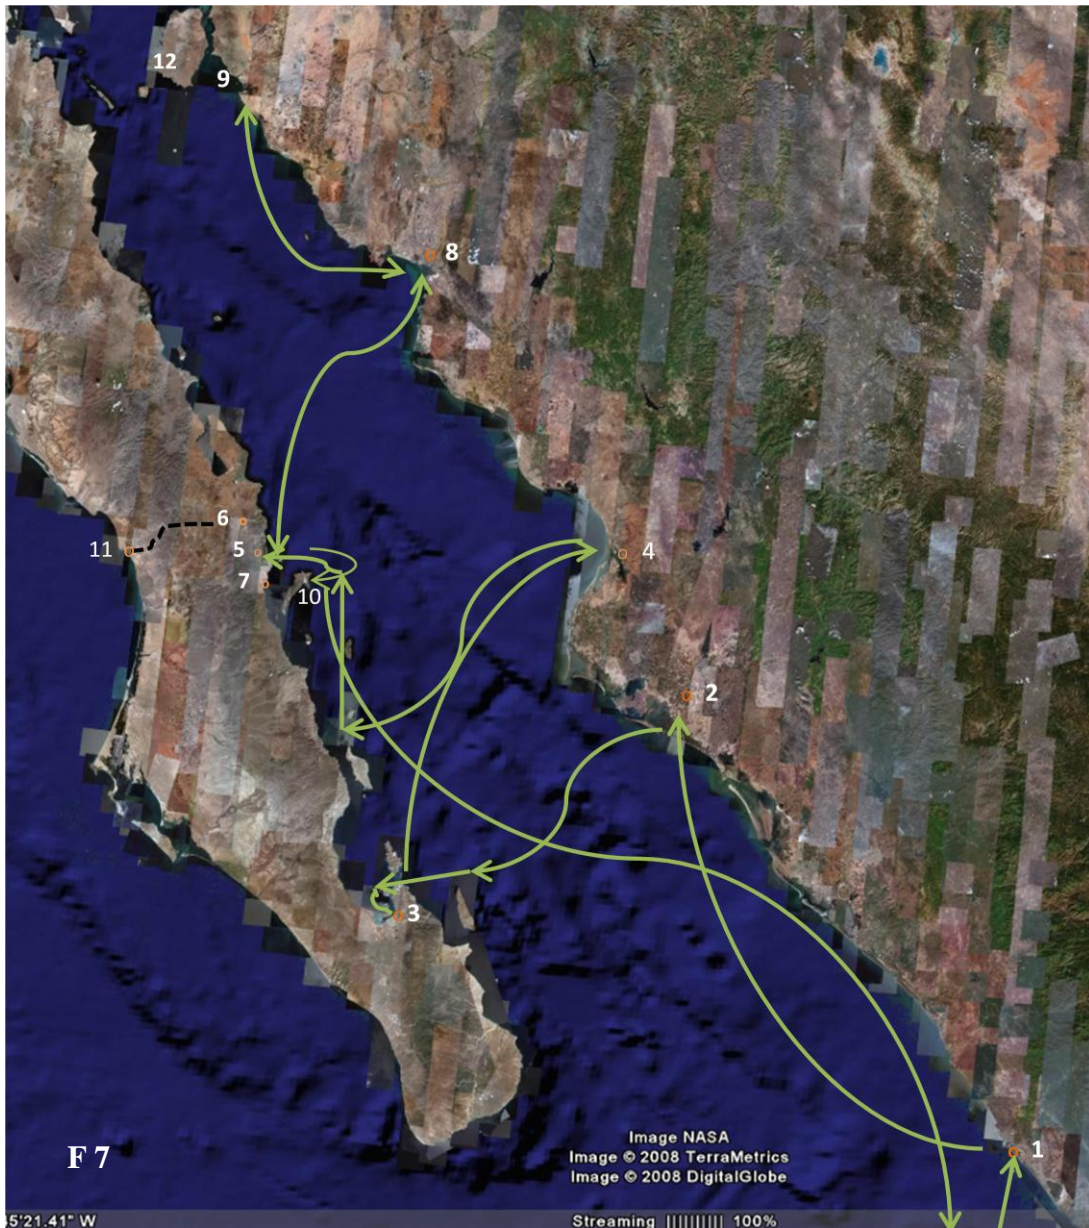 12
9
8
6
11
5
4
7
10
2
3
Image NASA
Image © 2008 TerraMetrics
Image © 2008 DigitalGlobe
F 7
1
5'21.41" W
Streaming |||||||||| 100%